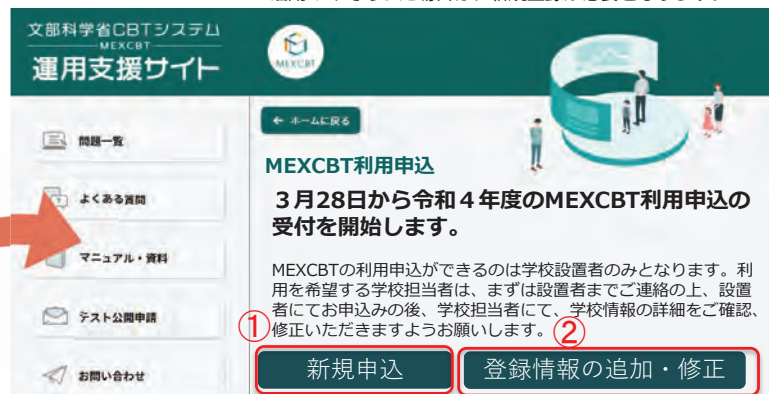 文部科学省CBTシステム
MEXCBT
運用支援サイト
MEXCBT
← ホームに戻る
問題一覧
よくある質問
マニュアル・資料
テスト公開申請
お問い合わせ
MEXCBT利用申込
３月28日から令和４年度のMEXCBT利用申込の
受付を開始します。
MEXCBTの利用申込ができるのは学校設置者のみとなります。利
用を希望する学校担当者は、まずは設置者までご連絡の上、設置
者にてお申込みの後、学校担当者にて、学校情報の詳細をご確認、
修正いただきますようお願いします。
①
新規申込
②
登録情報の追加・修正